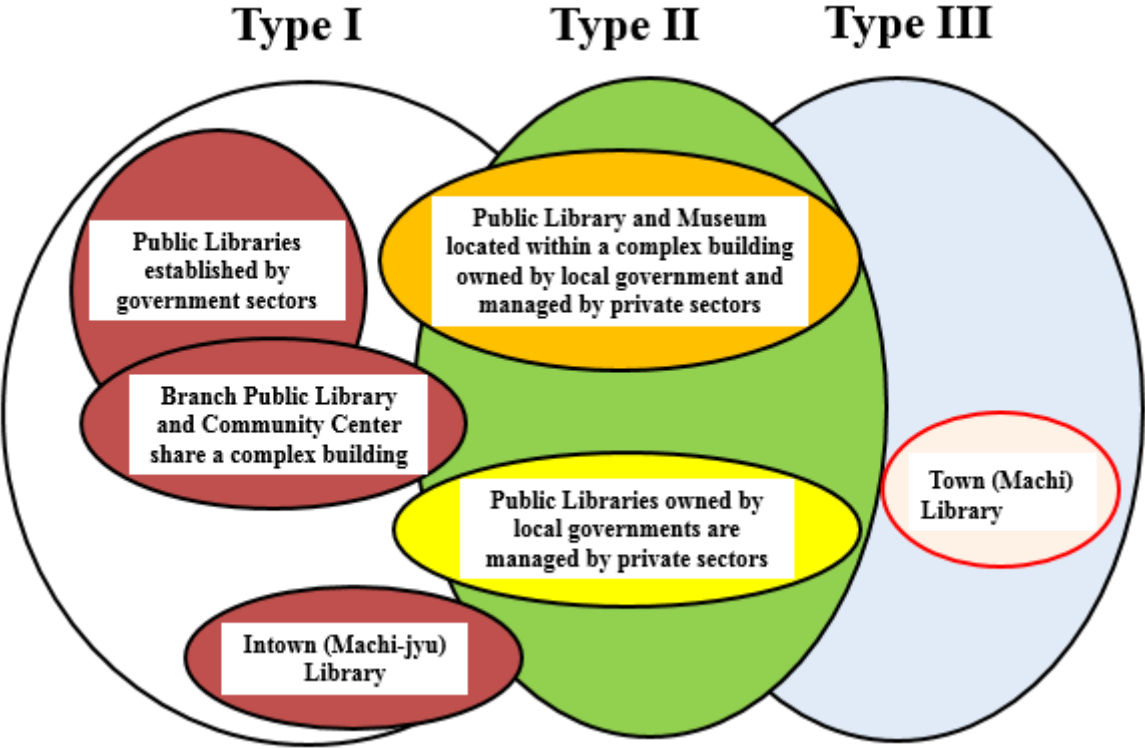 Type I
Type II
Type III
Public Libraries
established by
government sectors
Public Library and Museum
located within a complex building
owned by local government and
managed by private sectors
Branch Public Library
and Community Center
share a complex building
Public Libraries owned by
local governments are
managed by private sectors
Town (Machi)
Library
Intown (Machi-jyu)
Library